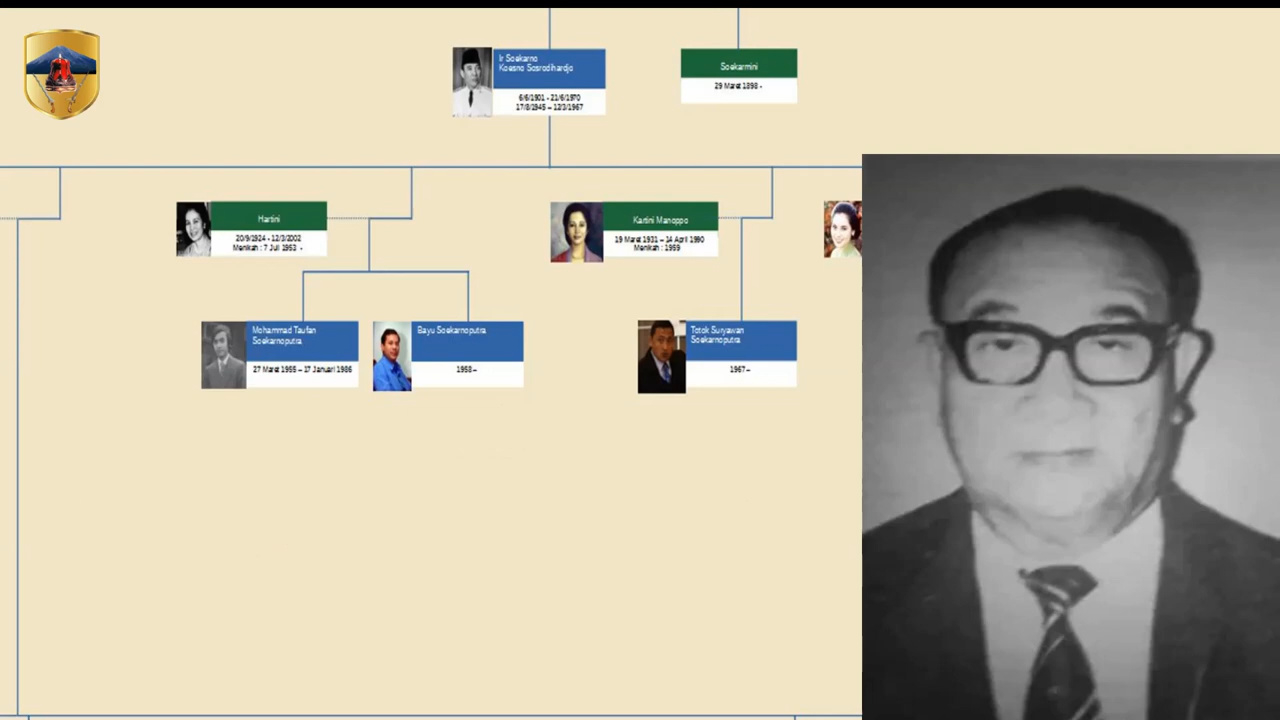 Ir Soekarno
Koesno Sosrodihardjo
6/6/1901 - 21/6/1970
17/8/1945 – 12/3/1967
Soekarmini
29 Maret 1898 -
Hartini
20/9/1924 - 12/3/2002
Menikah : 7 Juli 1953 -
Kartini Manoppo
19 Maret 1931 – 14 April 1990
Menikah : 1959
Mohammad Taufan
Soekarnoputra
27 Maret 1955 – 17 Januari 1986
Bayu Soekarnoputra
1958 –
Totok Suryawan
Soekarnoputra
1967 –